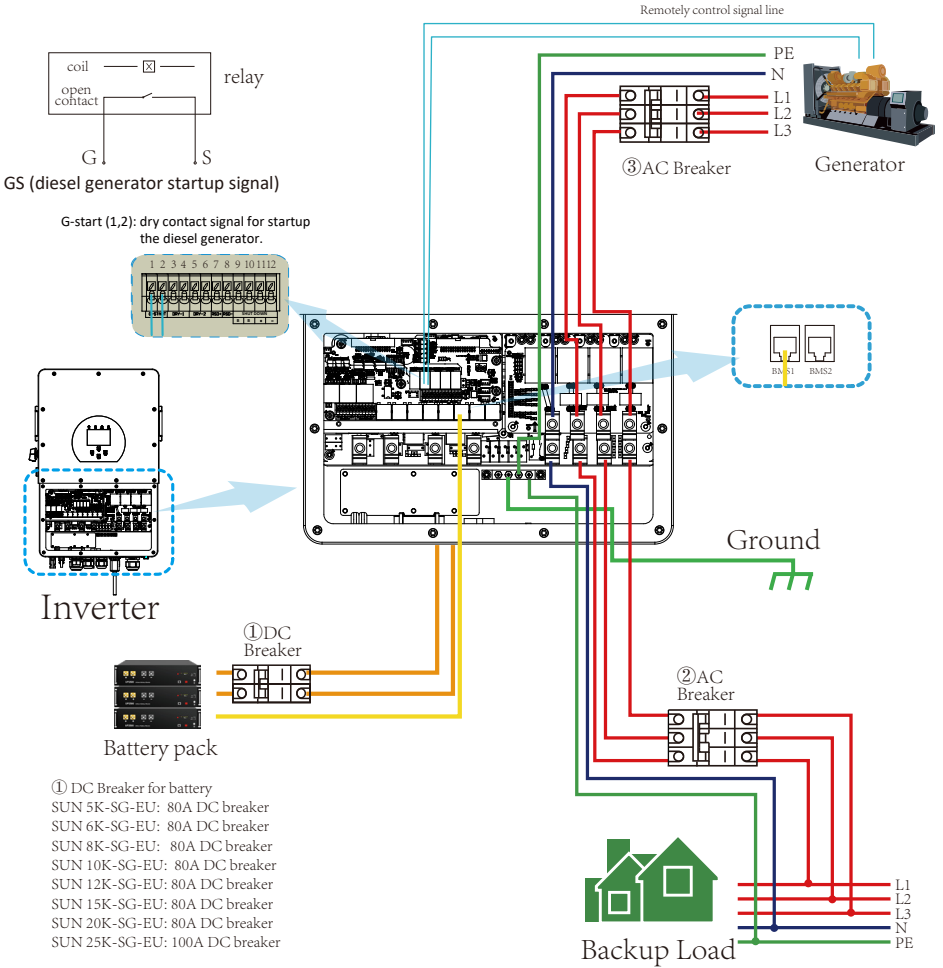 Remotely control signal line
PE
N
L1
L2
L3
coil
open
contact
relay
G
S
GS (diesel generator startup signal)
③AC Breaker
Generator
G-start (1,2): dry contact signal for startup
the diesel generator.
1 2 3 4 5 6 7 8 9 10 11 12
BMS1
BMS2
Ground
Inverter
①DC
Breaker
②AC
Breaker
Battery pack
① DC Breaker for battery
SUN 5K-SG-EU: 80A DC breaker
SUN 6K-SG-EU: 80A DC breaker
SUN 8K-SG-EU: 80A DC breaker
SUN 10K-SG-EU: 80A DC breaker
SUN 12K-SG-EU: 80A DC breaker
SUN 15K-SG-EU: 80A DC breaker
SUN 20K-SG-EU: 80A DC breaker
SUN 25K-SG-EU: 100A DC breaker
Backup Load
L1
L2
L3
N
PE